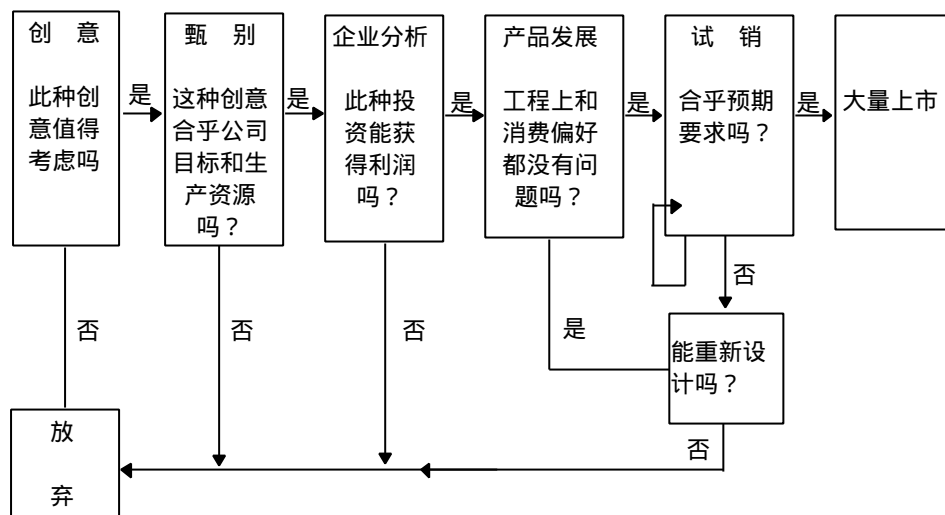 创 意
此种创
意值得
考虑吗
是
甄 别
这种创意
合乎公司
目标和生
产资源
吗？
是
企业分析
此种投
资能获
得利润
吗？
是
产品发展
工程上和
消费偏好
都没有问
题吗？
是
试 销
合乎预期
要求吗？
是
大量上市
否
否
否
是
否
能重新设
计吗？
否
放
弃